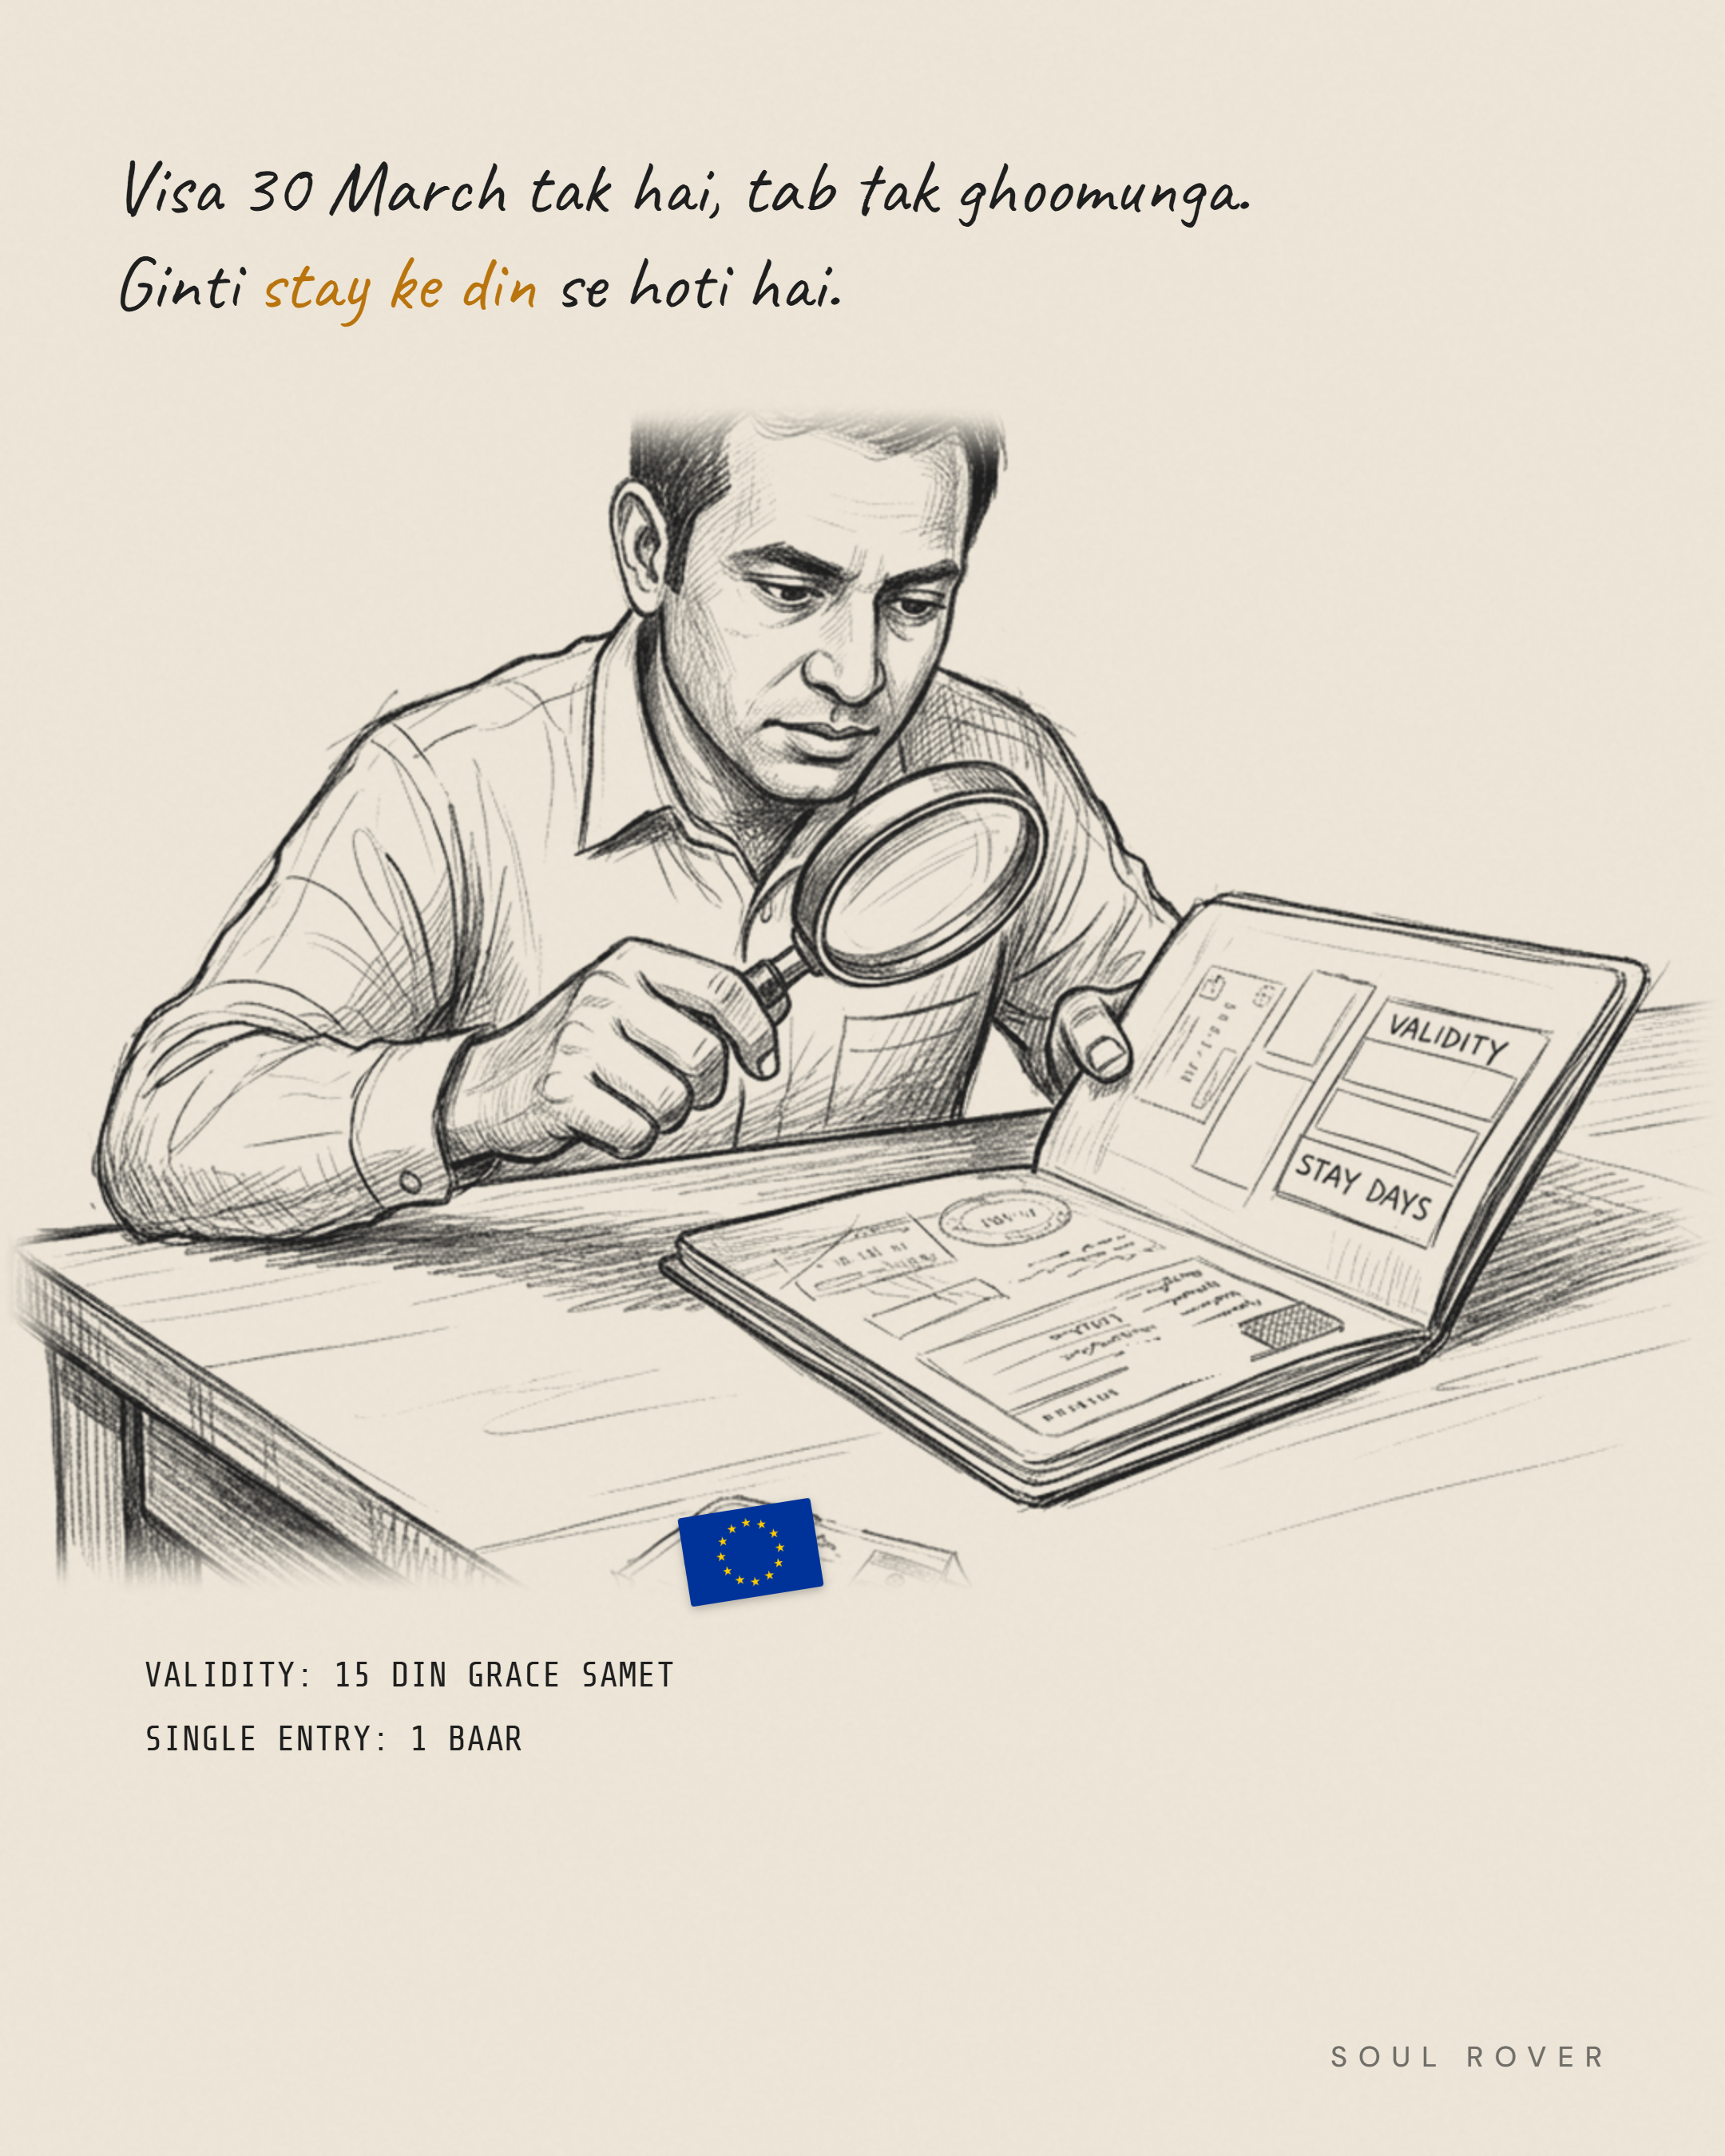 Visa 30 March tak hai, tab tak ghoomunga.
Ginti stay ke din se hoti hai.
VALIDITY
STAY DAYS
VALIDITY: 15 DIN GRACE SAMET
SINGLE ENTRY: 1 BAAR
SOUL ROVER